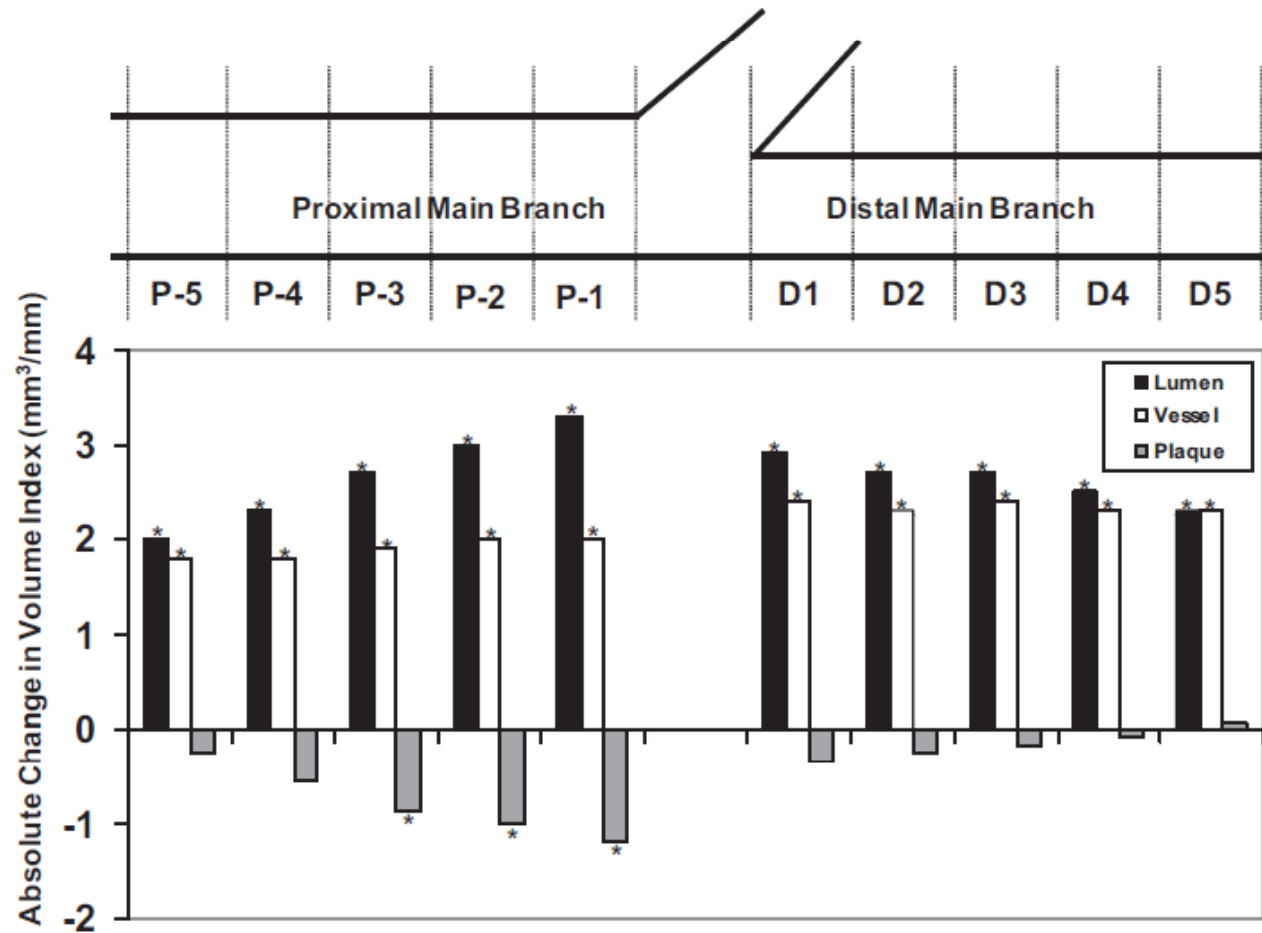 Proximal Main Branch Distal Main Branch
P-5 P-4 P-3 P-2 P-1 D1 D2 D3 D4 D5
Absolute Change in Volume Index (mm³/mm)
4
3
2
1
0
-1
-2
Lumen
Vessel
Plaque
* * * * * * * * * *
* * * * * * * * * *
* * *